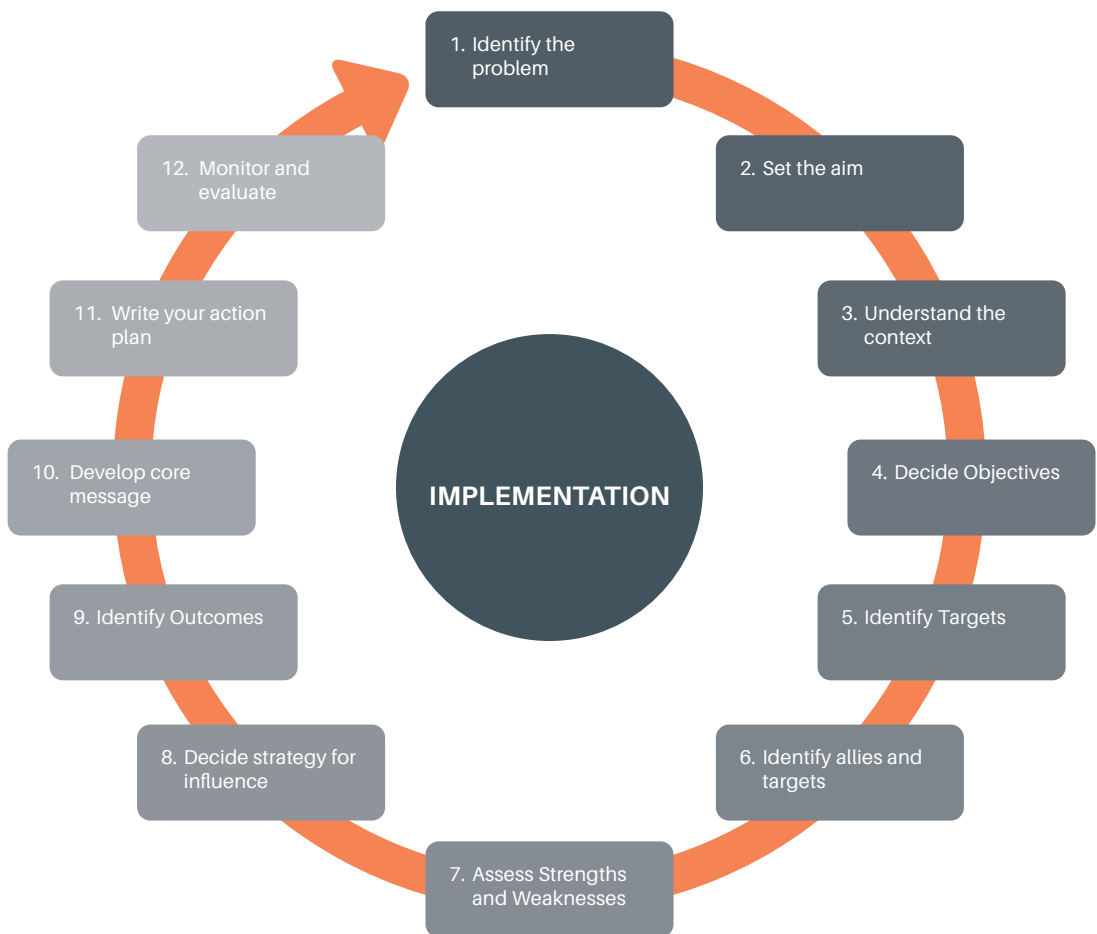 1. Identify the
problem
2. Set the aim
3. Understand the
context
4. Decide Objectives
5. Identify Targets
6. Identify allies and
targets
7. Assess Strengths
and Weaknesses
8. Decide strategy for
influence
9. Identify Outcomes
10. Develop core
message
11. Write your action
plan
12. Monitor and
evaluate
IMPLEMENTATION